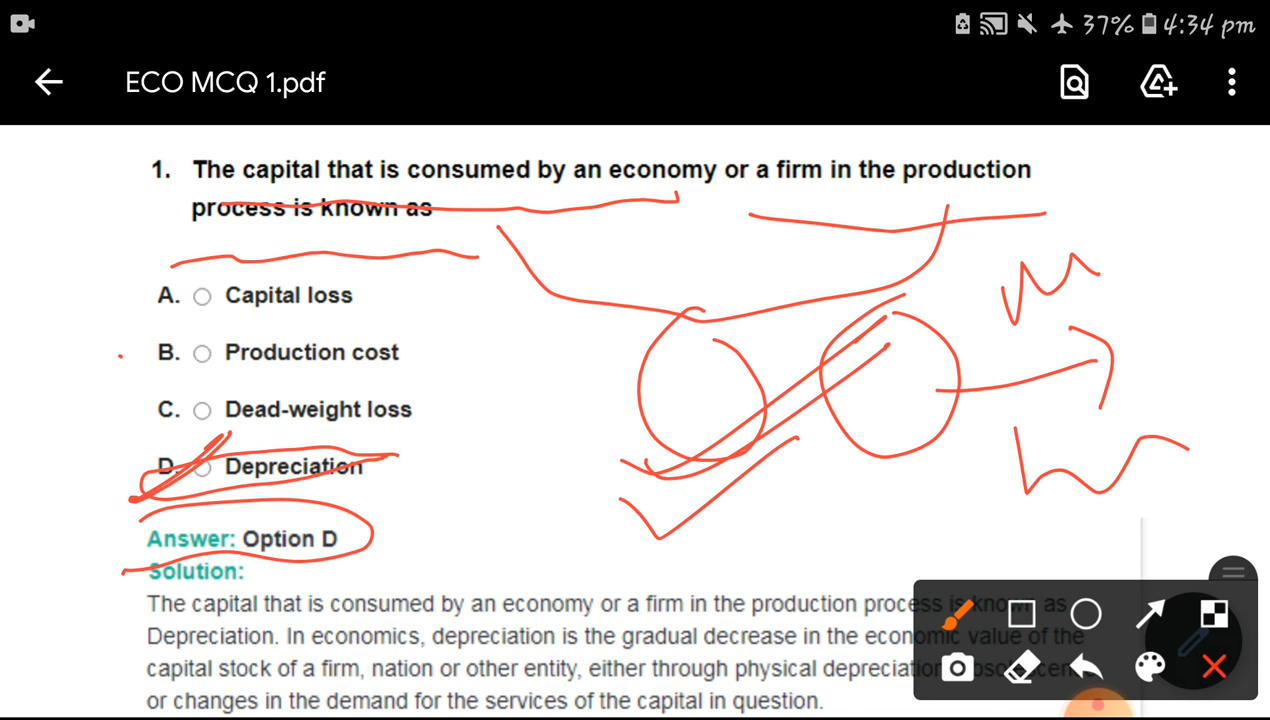 37% 4:34 pm
ECO MCQ 1.pdf
1. The capital that is consumed by an economy or a firm in the production
process is known as
A. Capital loss
B. Production cost
C. Dead-weight loss
D. Depreciation
Answer: Option D
Solution:
The capital that is consumed by an economy or a firm in the production process is known as
Depreciation. In economics, depreciation is the gradual decrease in the economic value of the
capital stock of a firm, nation or other entity, either through physical depreciation
or changes in the demand for the services of the capital in question.